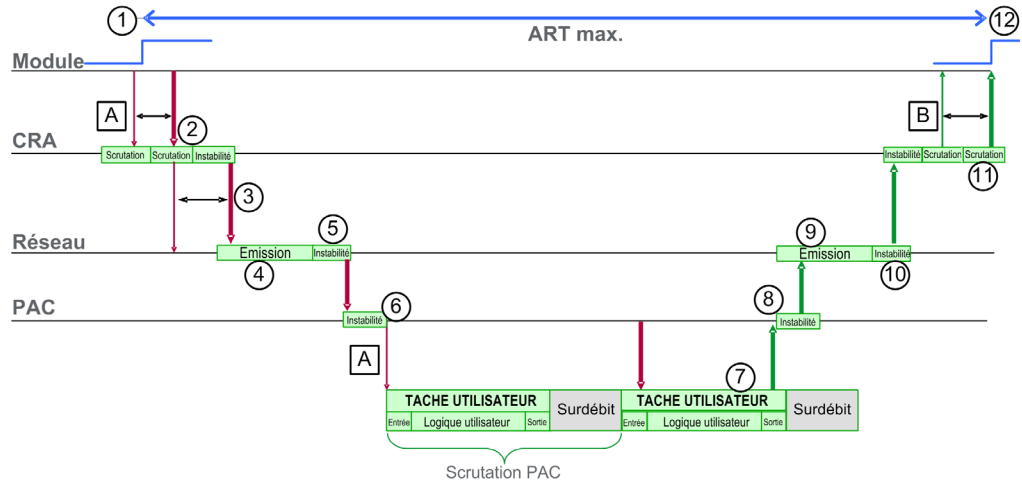 1
12
ART max.
Module
A
B
2
CRA
Scrutation
Scrutation
Instabilité
Instabilité
Scrutation
Scrutation
11
3
5
9
Réseau
Emission
Instabilité
Emission
Instabilité
4
10
6
8
PAC
Instabilité
Instabilité
A
7
TACHE UTILISATEUR
Surdébit
TACHE UTILISATEUR
Surdébit
Entrée
Logique utilisateur
Sortie
Entrée
Logique utilisateur
Sortie
Scrutation PAC